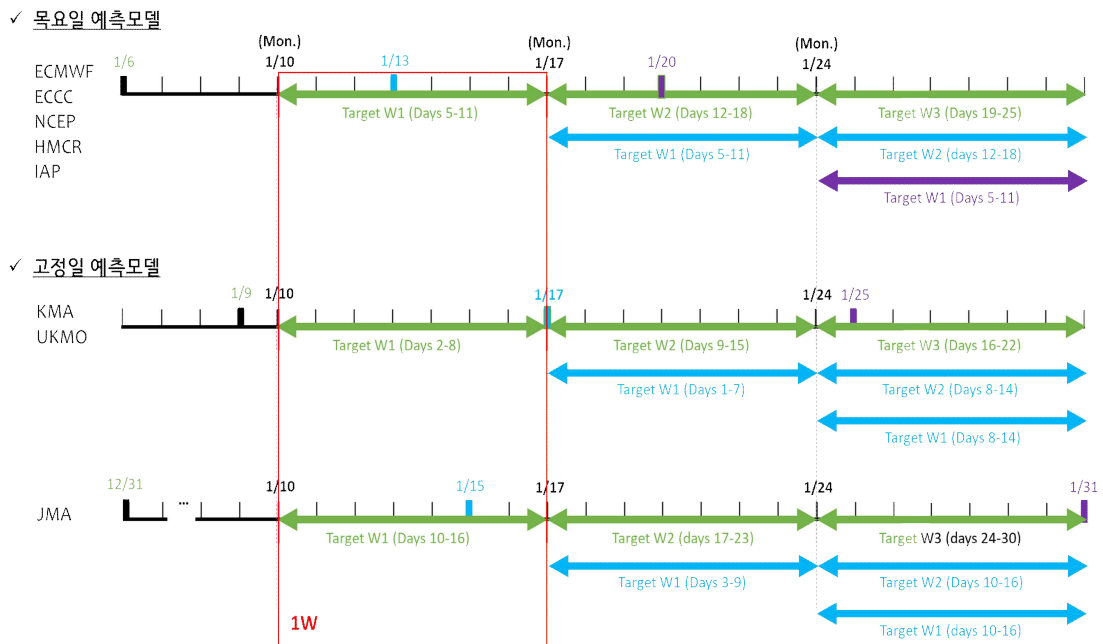 ✓ 목요일 예측모델
(Mon.) (Mon.) (Mon.)
1/6 1/10 1/13 1/17 1/20 1/24
ECMWF
ECCC
NCEP
HMCR
IAP
Target W1 (Days 5-11) Target W2 (Days 12-18) Target W3 (Days 19-25)
Target W1 (Days 5-11) Target W2 (days 12-18)
Target W1 (Days 5-11)
✓ 고정일 예측모델
1/9 1/10 1/17 1/24 1/25
KMA
UKMO
Target W1 (Days 2-8) Target W2 (Days 9-15) Target W3 (Days 16-22)
Target W1 (Days 1-7) Target W2 (Days 8-14)
Target W1 (Days 8-14)
12/31 ... 1/10 1/15 1/17 1/24 1/31
JMA
Target W1 (Days 10-16) Target W2 (days 17-23) Target W3 (days 24-30)
Target W1 (Days 3-9) Target W2 (Days 10-16)
Target W1 (days 10-16)
1W